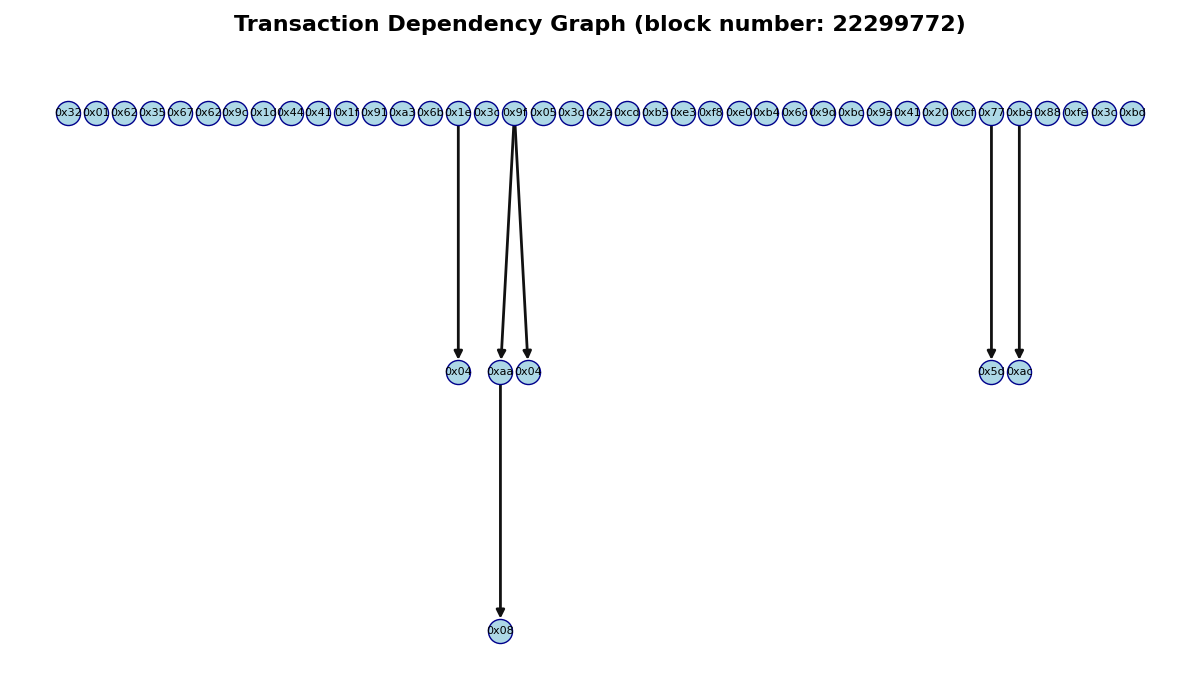 Transaction Dependency Graph (block number: 22299772)
0x32 0x01 0x62 0x35 0x67 0x62 0x9c 0x1d 0x44 0x41 0x1f 0x91 0xa3 0x6b 0x1e 0x3c 0x9f 0x05 0x3c 0x2a 0xcd 0xb5 0xe3 0xf8 0xe0 0xb4 0x6c 0x9d 0xbc 0x9a 0x41 0x20 0xcf 0x77 0xbe 0x88 0xfe 0x3c 0xbd
0x04 0xaa 0x04 0x5d 0xac
0x08